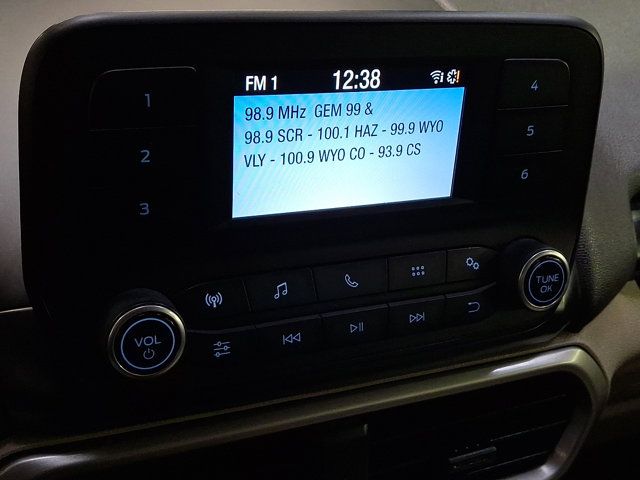 FM 1 12:38
98.9 MHz GEM 99 &
98.9 SCR - 100.1 HAZ - 99.9 WYO
VLY - 100.9 WYO CO - 93.9 CS
1
2
3
4
5
6
VOL
TUNE
OK